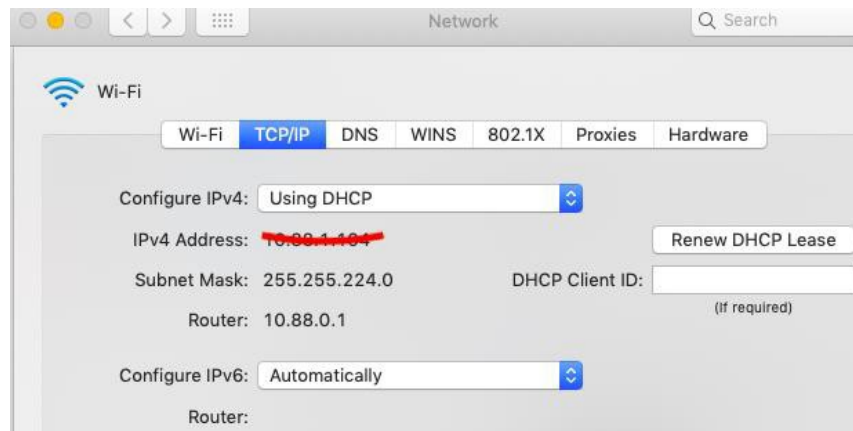 Network
Search
Wi-Fi
Wi-Fi TCP/IP DNS WINS 802.1X Proxies Hardware
Configure IPv4: Using DHCP
IPv4 Address: Renew DHCP Lease
Subnet Mask: 255.255.224.0 DHCP Client ID:
(If required)
Router: 10.88.0.1
Configure IPv6: Automatically
Router: